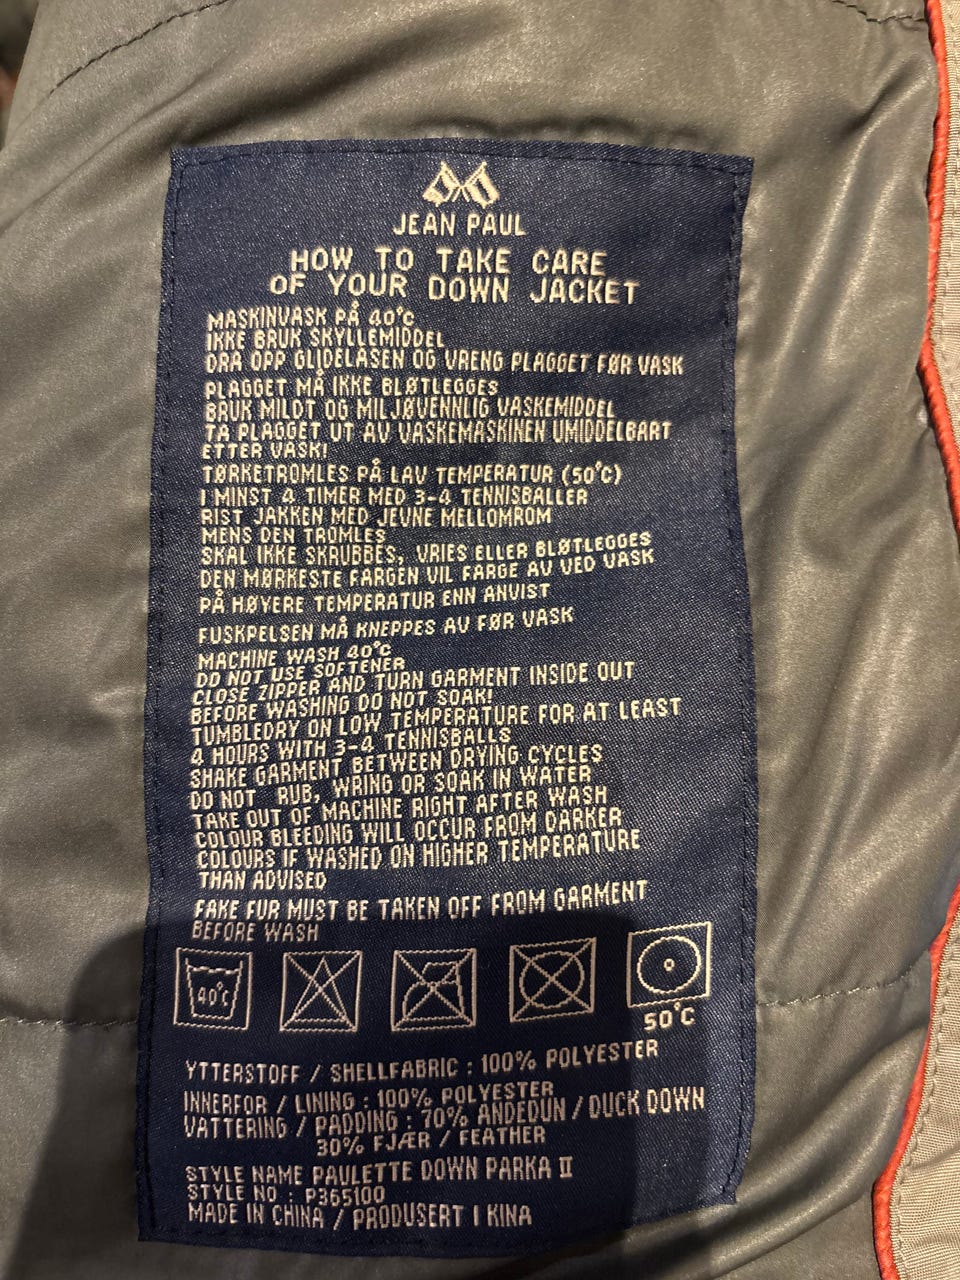 JEAN PAUL
HOW TO TAKE CARE
OF YOUR DOWN JACKET
MASKINVASK PÅ 40°C
IKKE BRUK SKYLLEMIDDEL
DRA OPP GLIDELÅSEN OG VRENG PLAGGET FØR VASK
PLAGGET MÅ IKKE BLØTLEGGES
BRUK MILDT OG MILJØVENNLIG VASKEMIDDEL
TA PLAGGET UT AV VASKEMASKINEN UMIDDELBART
ETTER VASK!
TØRKETROMLES PÅ LAV TEMPERATUR (50°C)
I MINST 4 TIMER MED 3-4 TENNISBALLER
RIST JAKKEN MED JEVNE MELLOMROM
MENS DEN TROMLES
SKAL IKKE SKRUBBES, VRIES ELLER BLØTLEGGES
DEN MØRKESTE FARGEN VIL FARGE AV VED VASK
PÅ HØYERE TEMPERATUR ENN ANVIST
FUSKPELSEN MÅ KNEPPES AV FØR VASK
MACHINE WASH 40°C
DO NOT USE SOFTENER
CLOSE ZIPPER AND TURN GARMENT INSIDE OUT
BEFORE WASHING DO NOT SOAK!
TUMBLEDRY ON LOW TEMPERATURE FOR AT LEAST
4 HOURS WITH 3-4 TENNISBALLS
SHAKE GARMENT BETWEEN DRYING CYCLES
DO NOT RUB, WRING OR SOAK IN WATER
TAKE OUT OF MACHINE RIGHT AFTER WASH
COLOUR BLEEDING WILL OCCUR FROM DARKER
COLOURS IF WASHED ON HIGHER TEMPERATURE
THAN ADVISED
FAKE FUR MUST BE TAKEN OFF FROM GARMENT
BEFORE WASH
40°C
50°C
YTTERSTOFF / SHELLFABRIC : 100% POLYESTER
INNERFOR / LINING : 100% POLYESTER
VATTERING / PADDING : 70% ANDEDUN / DUCK DOWN
30% FJÆR / FEATHER
STYLE NAME PAULETTE DOWN PARKA II
STYLE NO : P365100
MADE IN CHINA / PRODUSERT I KINA